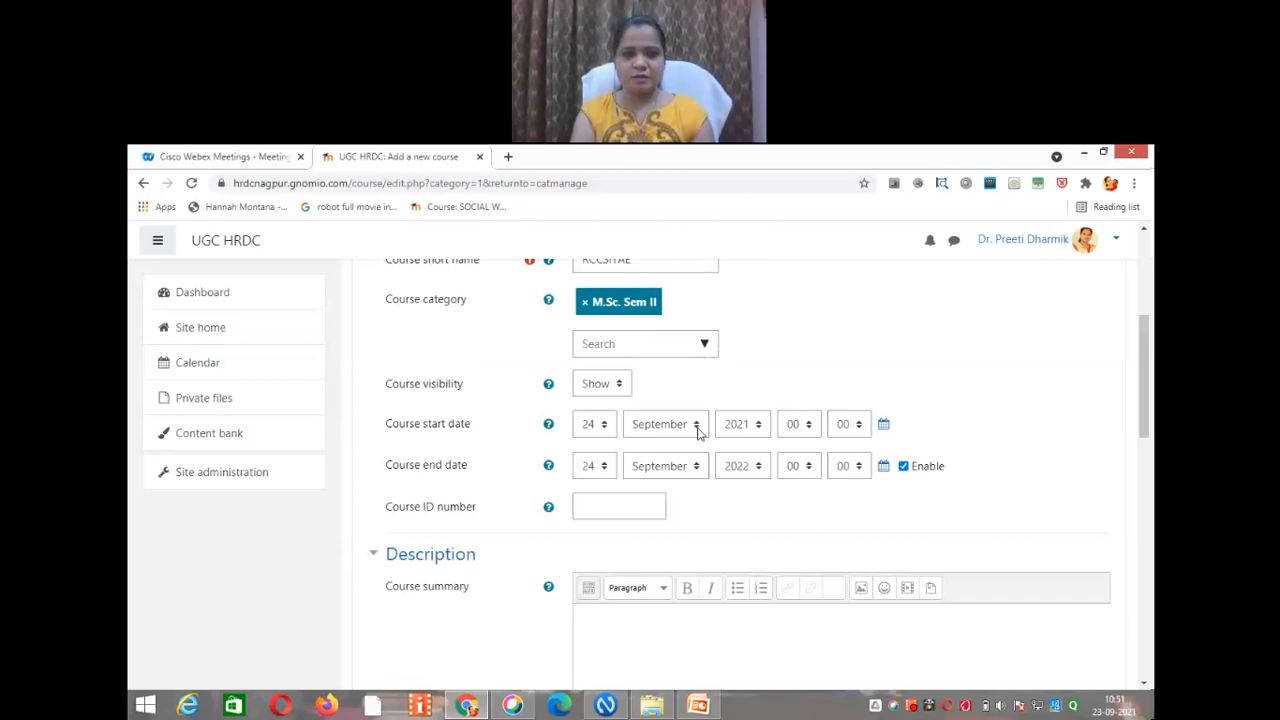 Cisco Webex Meetings - Meeting
UGC HRDC: Add a new course
hrdcnagpur.gnomio.com/course/edit.php?category=1&returnto=catmanage
Apps
Hannah Montana -...
robot full movie in...
Course: SOCIAL W...
Reading list
UGC HRDC
Dr. Preeti Dharmik
Dashboard
Site home
Calendar
Private files
Content bank
Site administration
Course short name
RCCSITAE
Course category
× M.Sc. Sem II
Search
Course visibility
Show
Course start date
24 September 2021 00 00
Course end date
24 September 2022 00 00 Enable
Course ID number
Description
Course summary
Paragraph
B I
10:51
23-09-2021